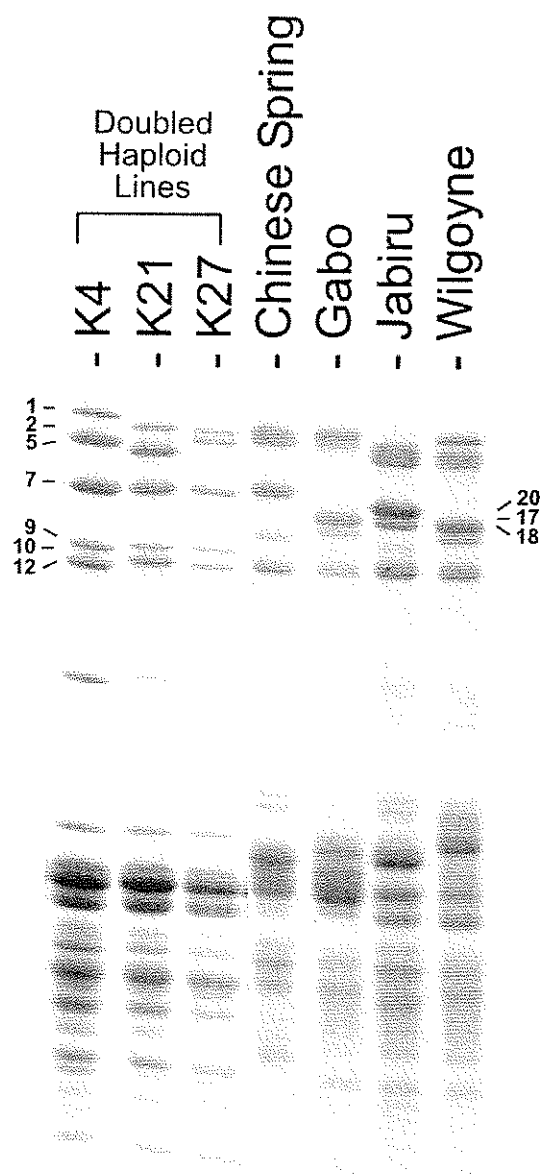 Doubled
Haploid
Lines
- K4
- K21
- K27
- Chinese Spring
- Gabo
- Jabiru
- Wilgoyne
1
2
5
7
9
10
12
20
17
18